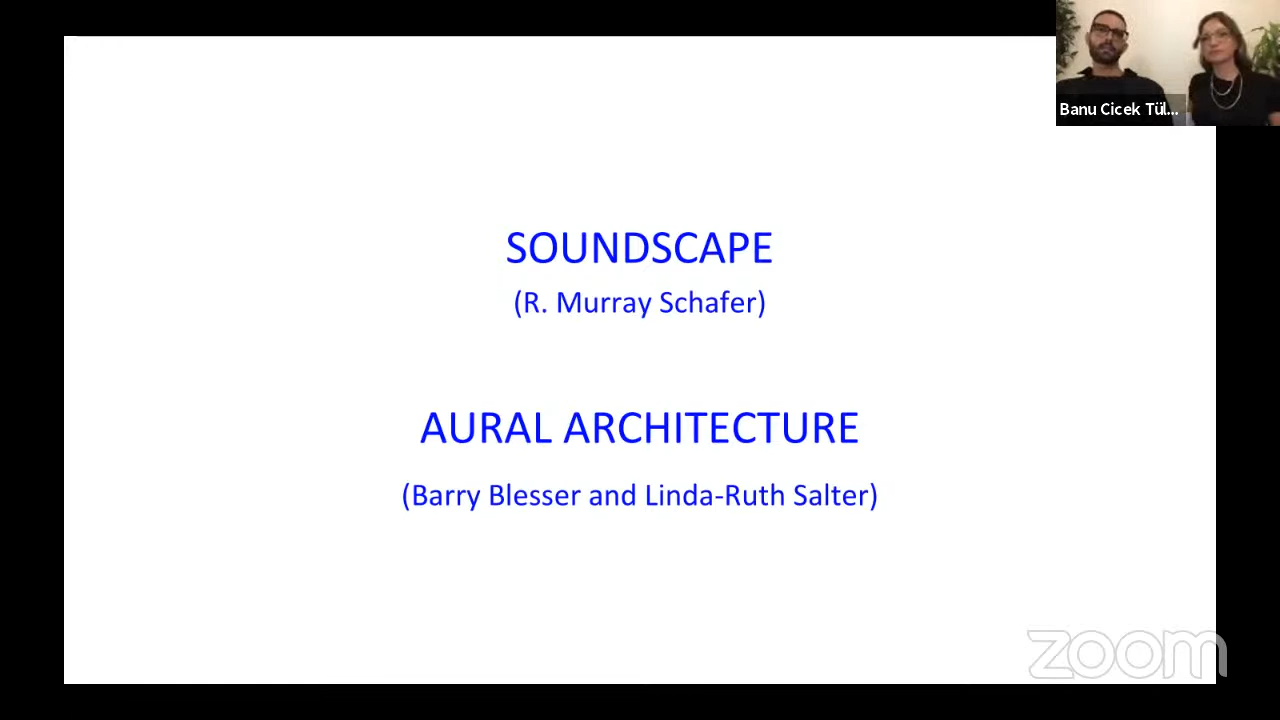 Banu Cicek Tül...
SOUNDSCAPE
(R. Murray Schafer)
AURAL ARCHITECTURE
(Barry Blesser and Linda-Ruth Salter)
zoom